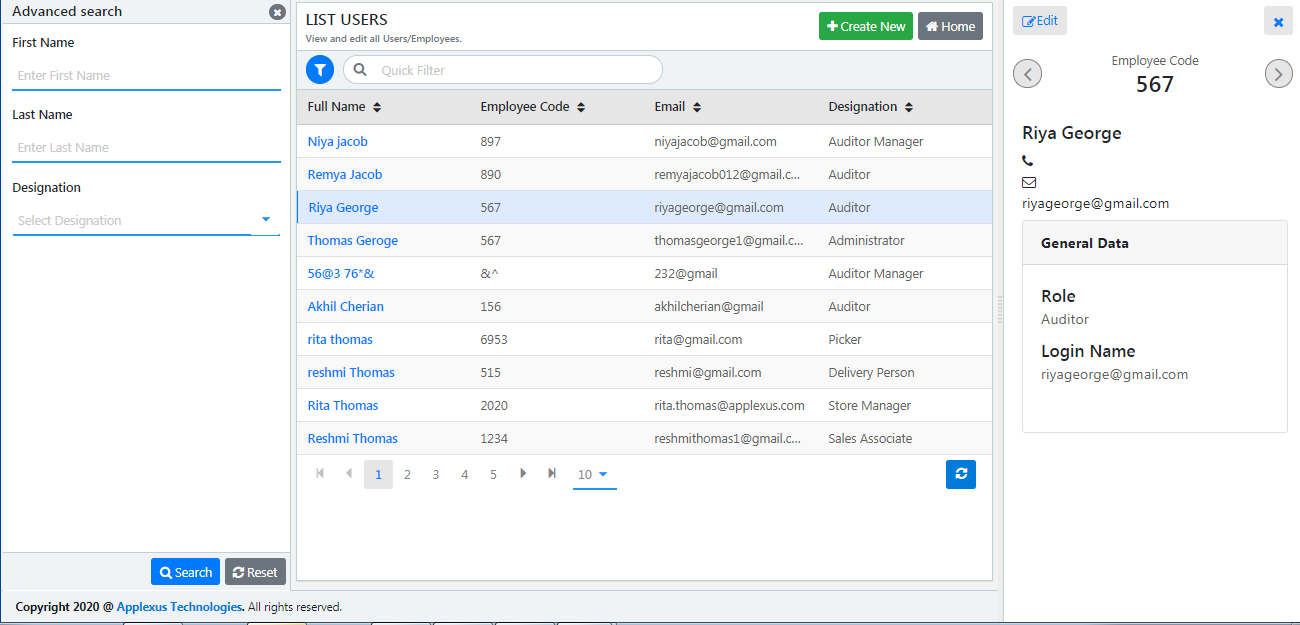 Advanced search
First Name
Enter First Name
Last Name
Enter Last Name
Designation
Select Designation
Search Reset
LIST USERS
View and edit all Users/Employees.
Create New Home
Quick Filter
Full Name Employee Code Email Designation
Niya jacob 897 niyajacob@gmail.com Auditor Manager
Remya Jacob 890 remyajacob012@gmail.c... Auditor
Riya George 567 riyageorge@gmail.com Auditor
Thomas Geroge 567 thomasgeorge1@gmail.c... Administrator
56@3 76*& &^ 232@gmail Auditor Manager
Akhil Cherian 156 akhilcherian@gmail Auditor
rita thomas 6953 rita@gmail.com Picker
reshmi Thomas 515 reshmi@gmail.com Delivery Person
Rita Thomas 2020 rita.thomas@applexus.com Store Manager
Reshmi Thomas 1234 reshmithomas1@gmail.c... Sales Associate
1 2 3 4 5 10
Edit
Employee Code
567
Riya George
riyageorge@gmail.com
General Data
Role
Auditor
Login Name
riyageorge@gmail.com
Copyright 2020 @ Applexus Technologies. All rights reserved.